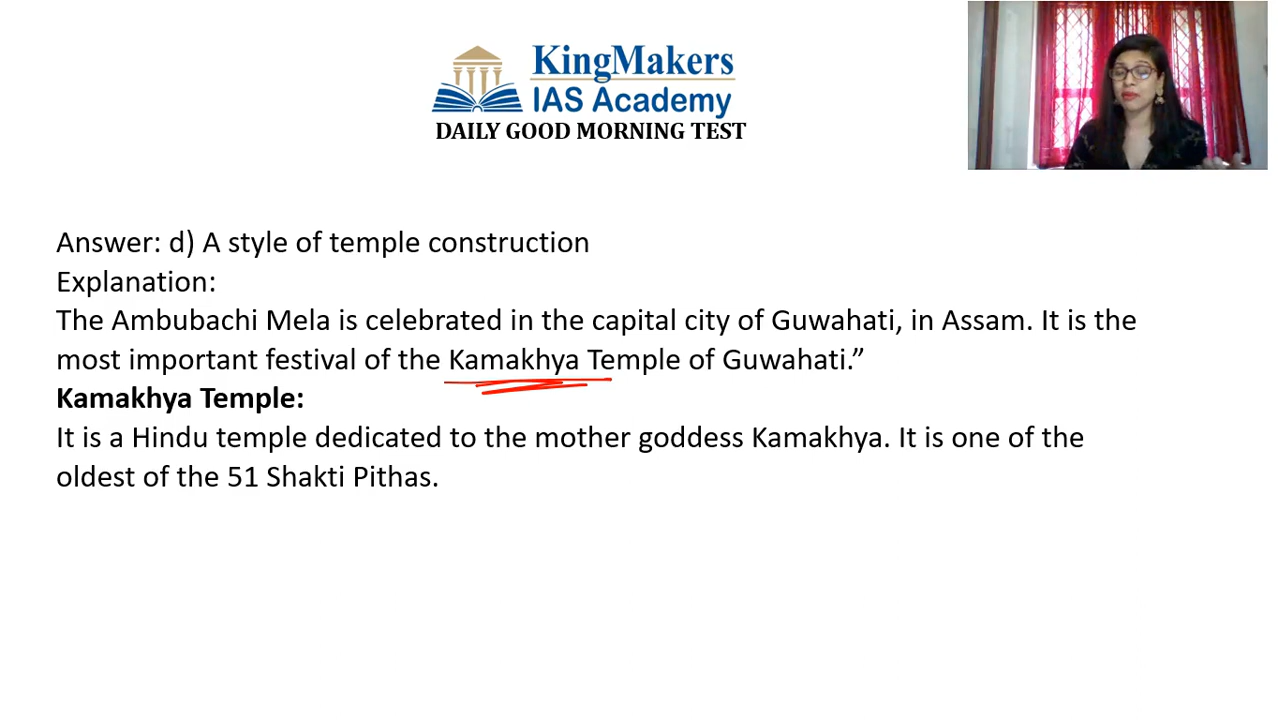 KingMakers
IAS Academy
DAILY GOOD MORNING TEST
Answer: d) A style of temple construction
Explanation:
The Ambubachi Mela is celebrated in the capital city of Guwahati, in Assam. It is the
most important festival of the Kamakhya Temple of Guwahati.”
Kamakhya Temple:
It is a Hindu temple dedicated to the mother goddess Kamakhya. It is one of the
oldest of the 51 Shakti Pithas.